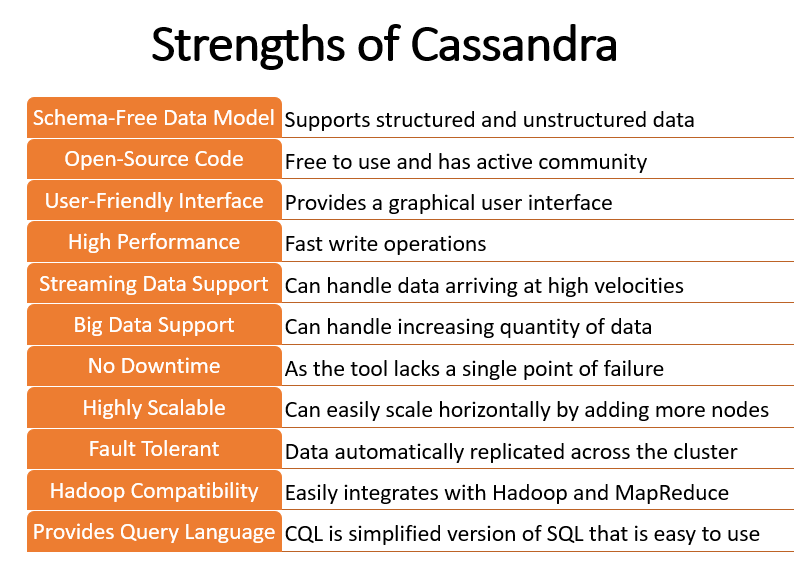 Strengths of Cassandra
Schema-Free Data Model Supports structured and unstructured data
Open-Source Code Free to use and has active community
User-Friendly Interface Provides a graphical user interface
High Performance Fast write operations
Streaming Data Support Can handle data arriving at high velocities
Big Data Support Can handle increasing quantity of data
No Downtime As the tool lacks a single point of failure
Highly Scalable Can easily scale horizontally by adding more nodes
Fault Tolerant Data automatically replicated across the cluster
Hadoop Compatibility Easily integrates with Hadoop and MapReduce
Provides Query Language CQL is simplified version of SQL that is easy to use